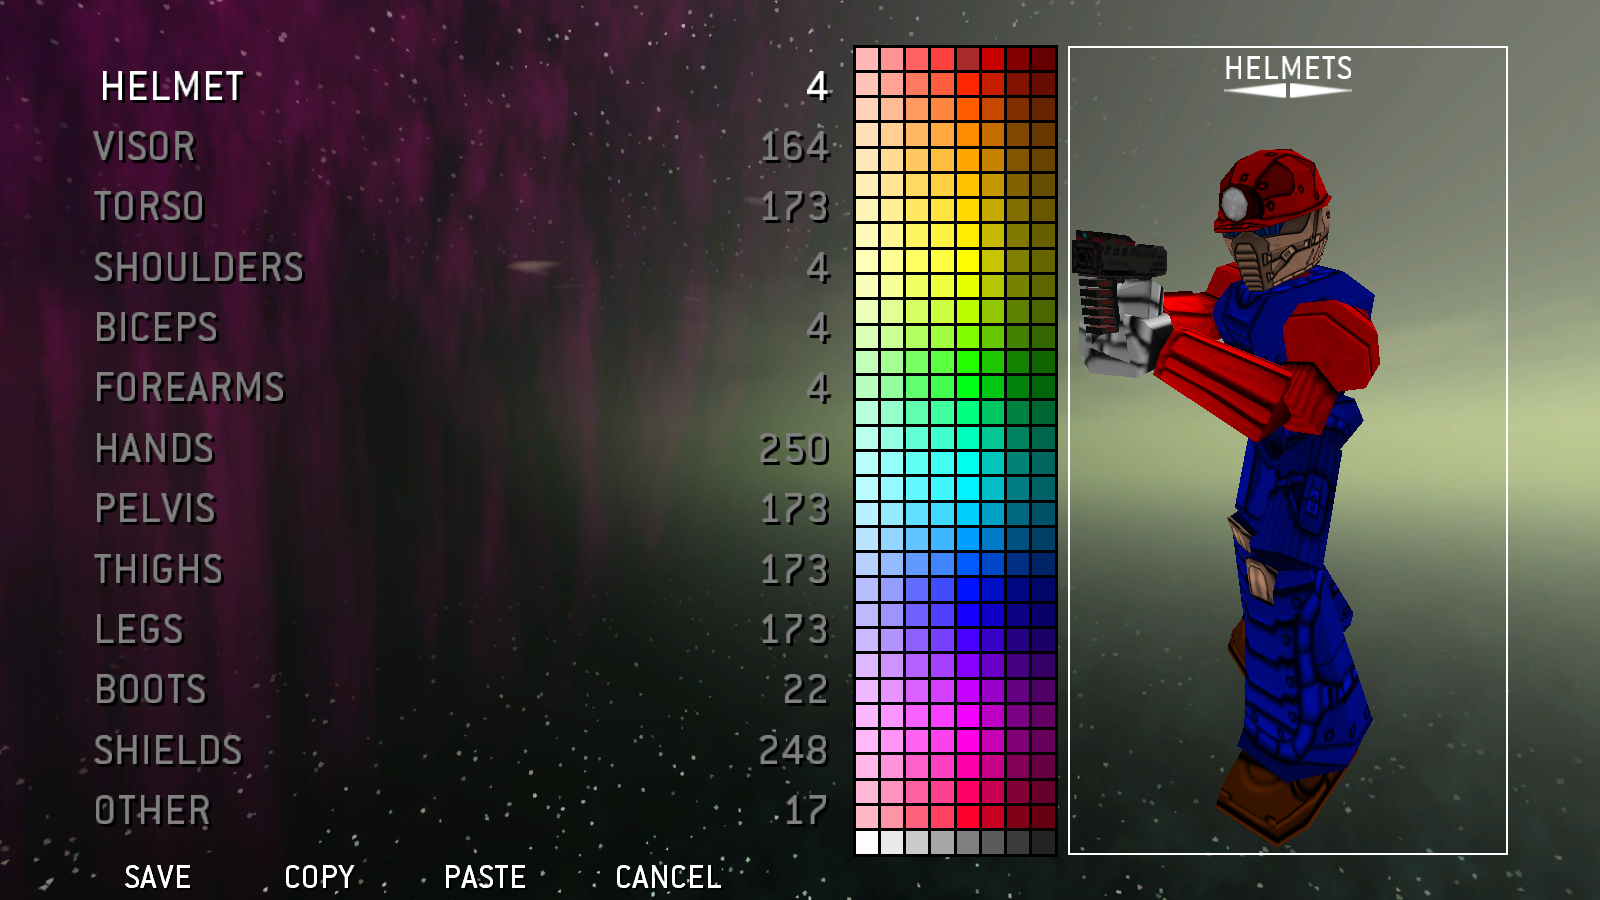 HELMETS
HELMET 4
VISOR 164
TORSO 173
SHOULDERS 4
BICEPS 4
FOREARMS 4
HANDS 250
PELVIS 173
THIGHS 173
LEGS 173
BOOTS 22
SHIELDS 248
OTHER 17
SAVE COPY PASTE CANCEL